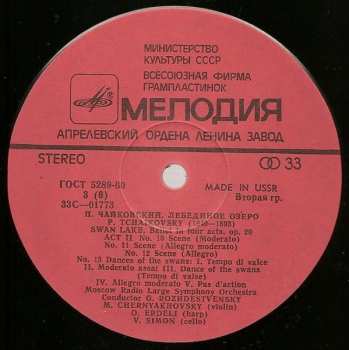 МИНИСТЕРСТВО
КУЛЬТУРЫ СССР
ВСЕСОЮЗНАЯ ФИРМА
ГРАМПЛАСТИНОК
МЕЛОДИЯ
АПРЕЛЕВСКИЙ ОРДЕНА ЛЕНИНА ЗАВОД
STEREO
33
ГОСТ 5289-80
MADE IN USSR
3 (6)
Вторая гр.
33С—01773
П. ЧАЙКОВСКИЙ. ЛЕБЕДИНОЕ ОЗЕРО
P. TCHAIKOVSKY (1840-1893)
SWAN LAKE. Ballet in four acts, op. 20
ACT II No. 10 Scene (Moderato)
No. 11 Scene (Allegro moderato)
No. 12 Scene (Allegro)
No. 13 Dances of the swans: I. Tempo di valse
II. Moderato assai III. Dance of the swans
(Tempo di valse)
IV. Allegro moderato V. Pas d'action
Moscow Radio Large Symphony Orchestra
Conductor G. ROZHDESTVENSKY
M. CHERNYAKHOVSKY (violin)
O. ERDELI (harp)
V. SIMON (cello)